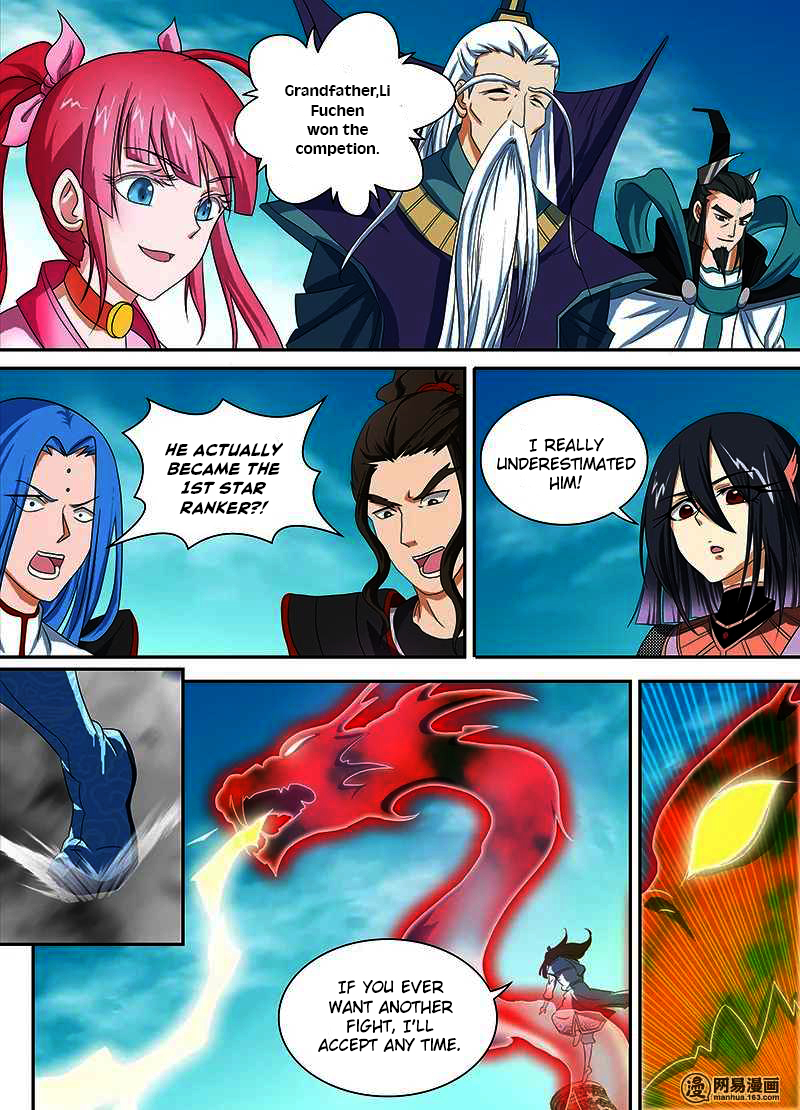 Grandfather,Li
Fuchen
won the
competion.
HE ACTUALLY
BECAME THE
1ST STAR
RANKER?!
I REALLY
UNDERESTIMATED
HIM!
IF YOU EVER
WANT ANOTHER
FIGHT, I'LL
ACCEPT ANY TIME.
漫 网易漫画
manhua.163.com